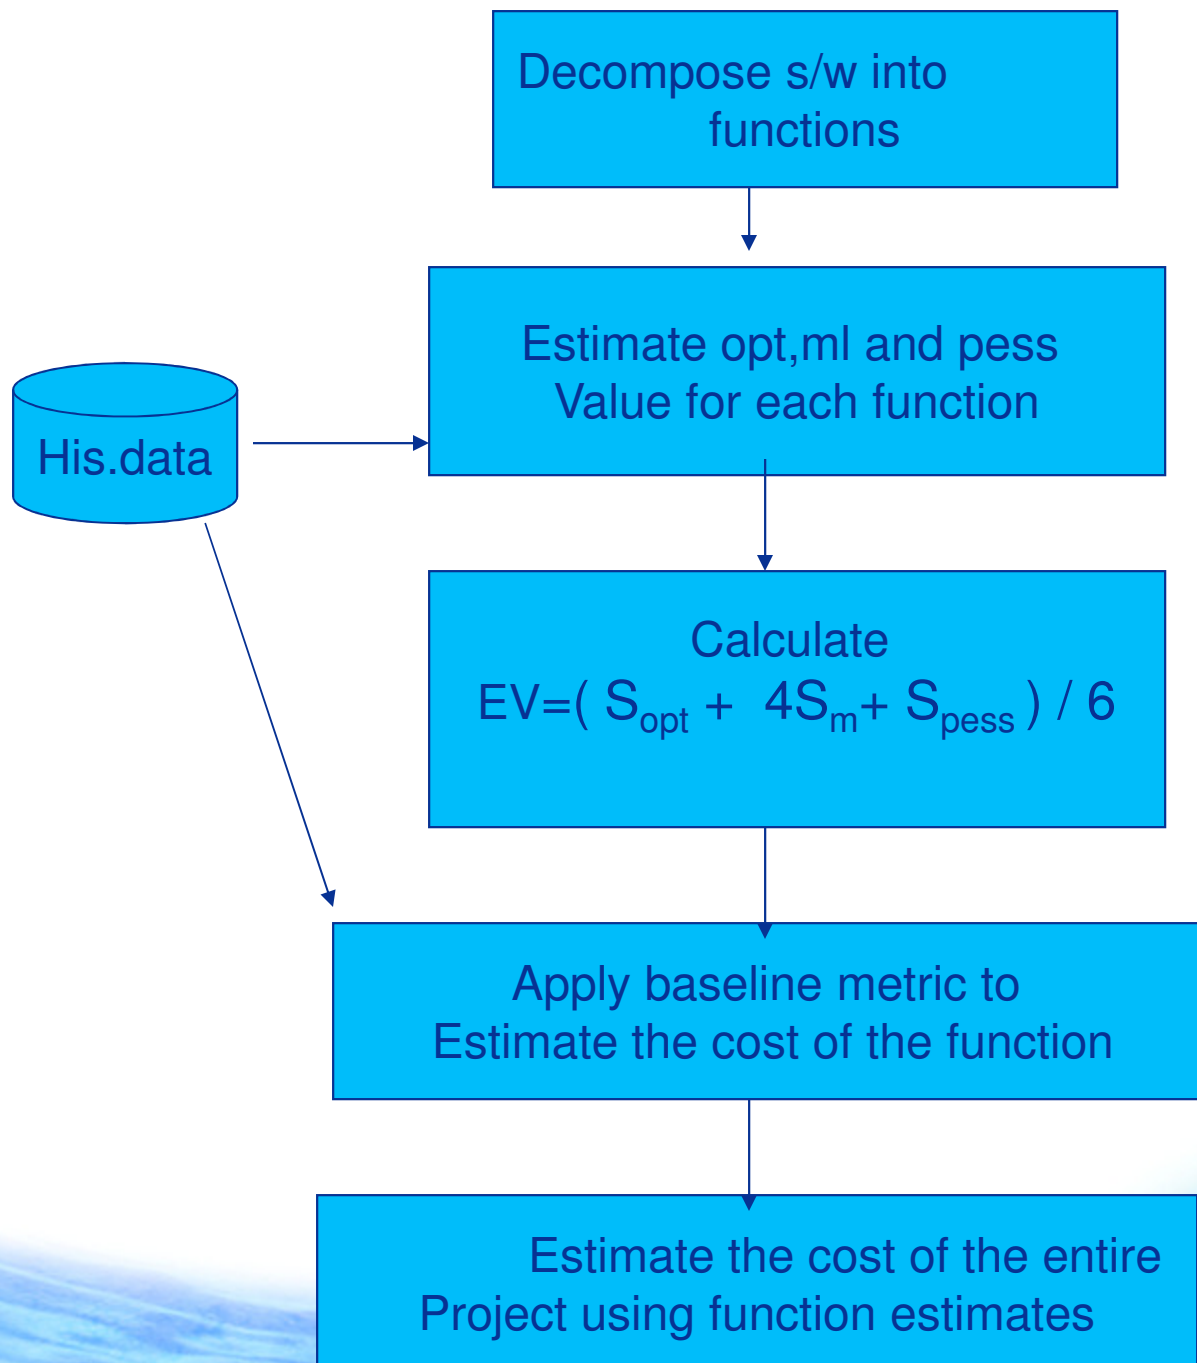 Decompose s/w into
functions
Estimate opt,ml and pess
Value for each function
His.data
Calculate
EV=( Sopt + 4Sm+ Spess ) / 6
Apply baseline metric to
Estimate the cost of the function
Estimate the cost of the entire
Project using function estimates